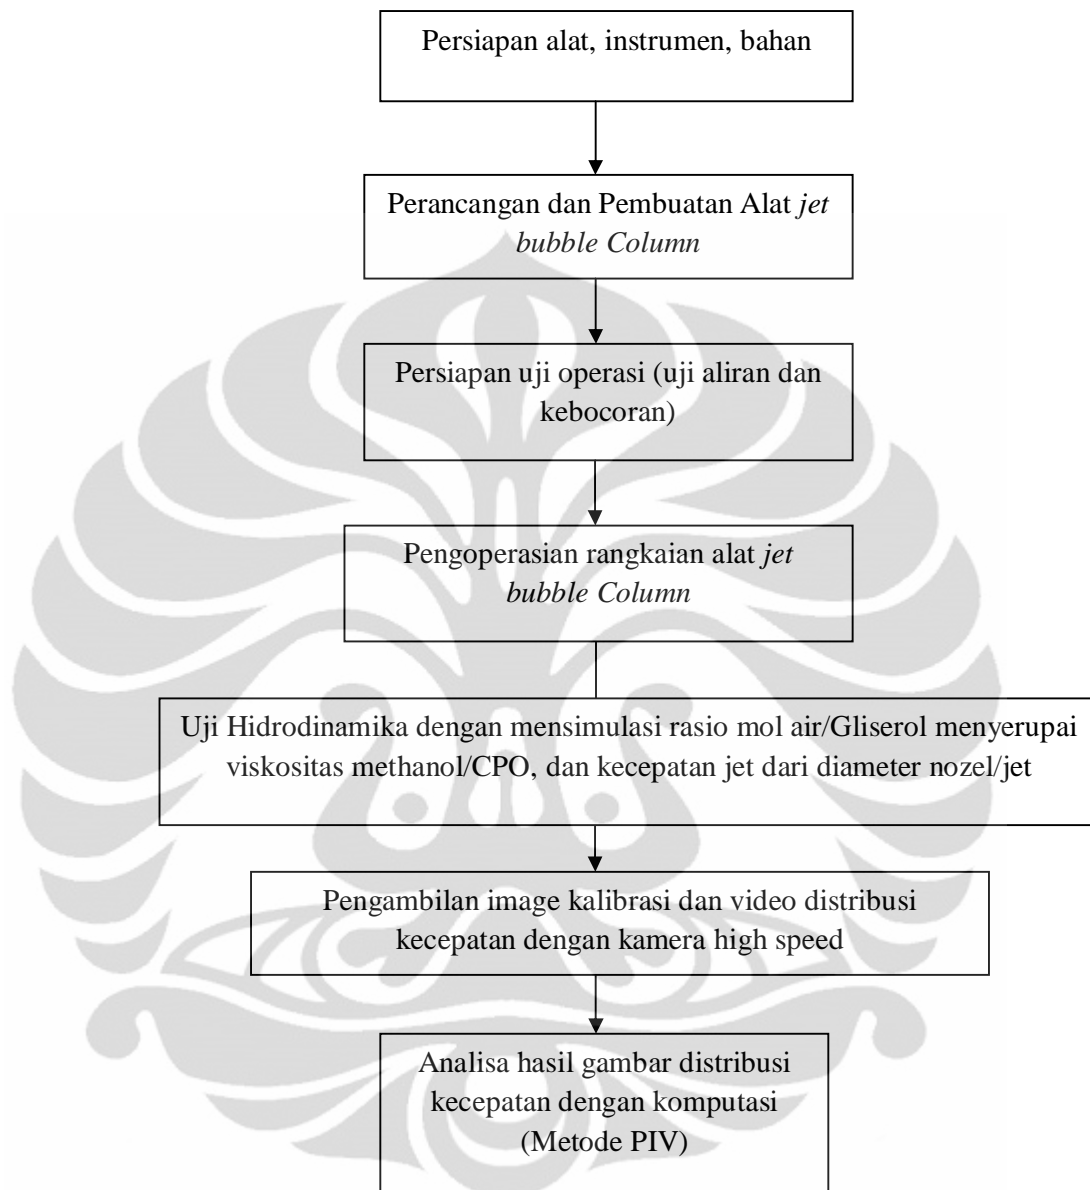 Persiapan alat, instrumen, bahan
Perancangan dan Pembuatan Alat jet
bubble Column
Persiapan uji operasi (uji aliran dan
kebocoran)
Pengoperasian rangkaian alat jet
bubble Column
Uji Hidrodinamika dengan mensimulasi rasio mol air/Gliserol menyerupai
viskositas methanol/CPO, dan kecepatan jet dari diameter nozel/jet
Pengambilan image kalibrasi dan video distribusi
kecepatan dengan kamera high speed
Analisa hasil gambar distribusi
kecepatan dengan komputasi
(Metode PIV)